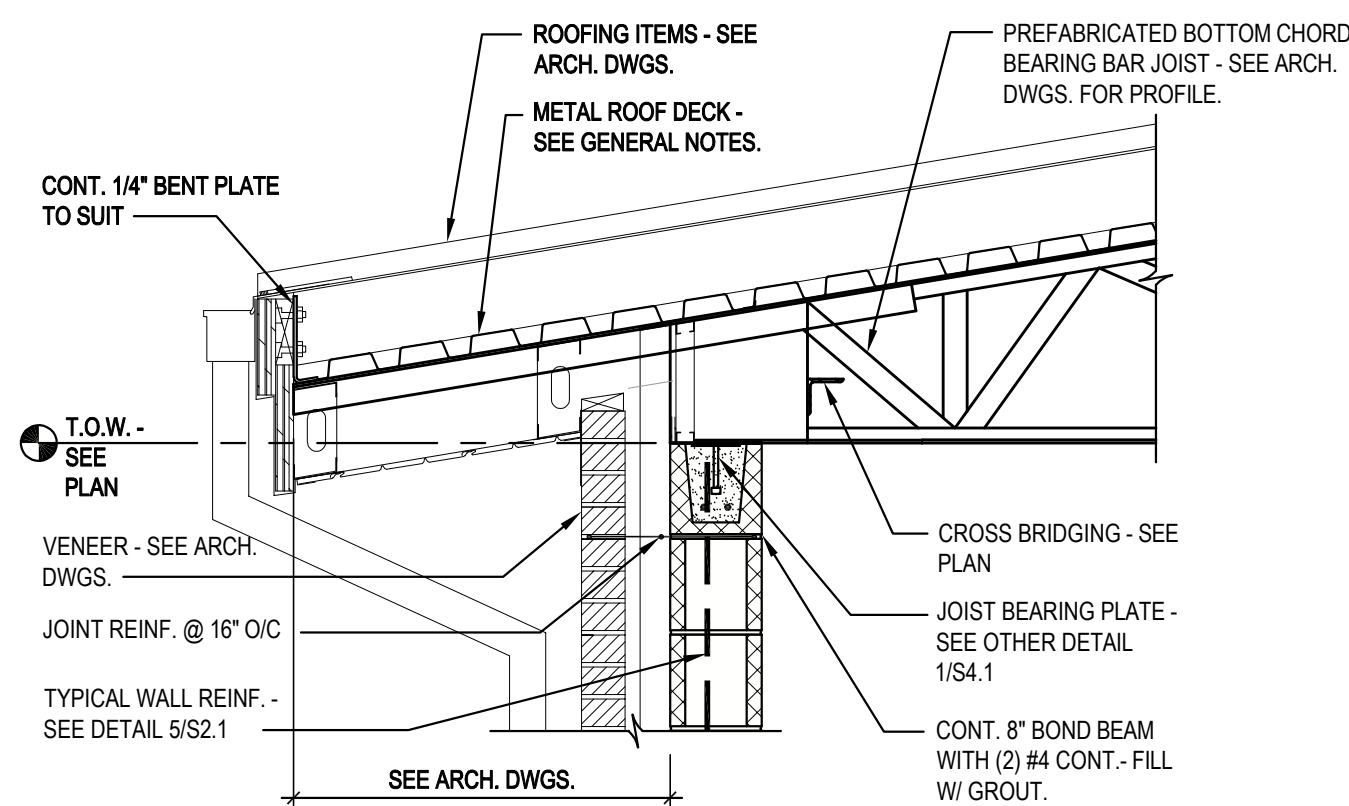 ROOFING ITEMS - SEE
ARCH. DWGS.
PREFABRICATED BOTTOM CHORD
BEARING BAR JOIST - SEE ARCH.
DWGS. FOR PROFILE.
METAL ROOF DECK -
SEE GENERAL NOTES.
CONT. 1/4" BENT PLATE
TO SUIT
T.O.W. -
SEE
PLAN
VENEER - SEE ARCH.
DWGS.
JOINT REINF. @ 16" O/C
TYPICAL WALL REINF. -
SEE DETAIL 5/S2.1
CROSS BRIDGING - SEE
PLAN
JOIST BEARING PLATE -
SEE OTHER DETAIL
1/S4.1
CONT. 8" BOND BEAM
WITH (2) #4 CONT.- FILL
W/ GROUT.
SEE ARCH. DWGS.